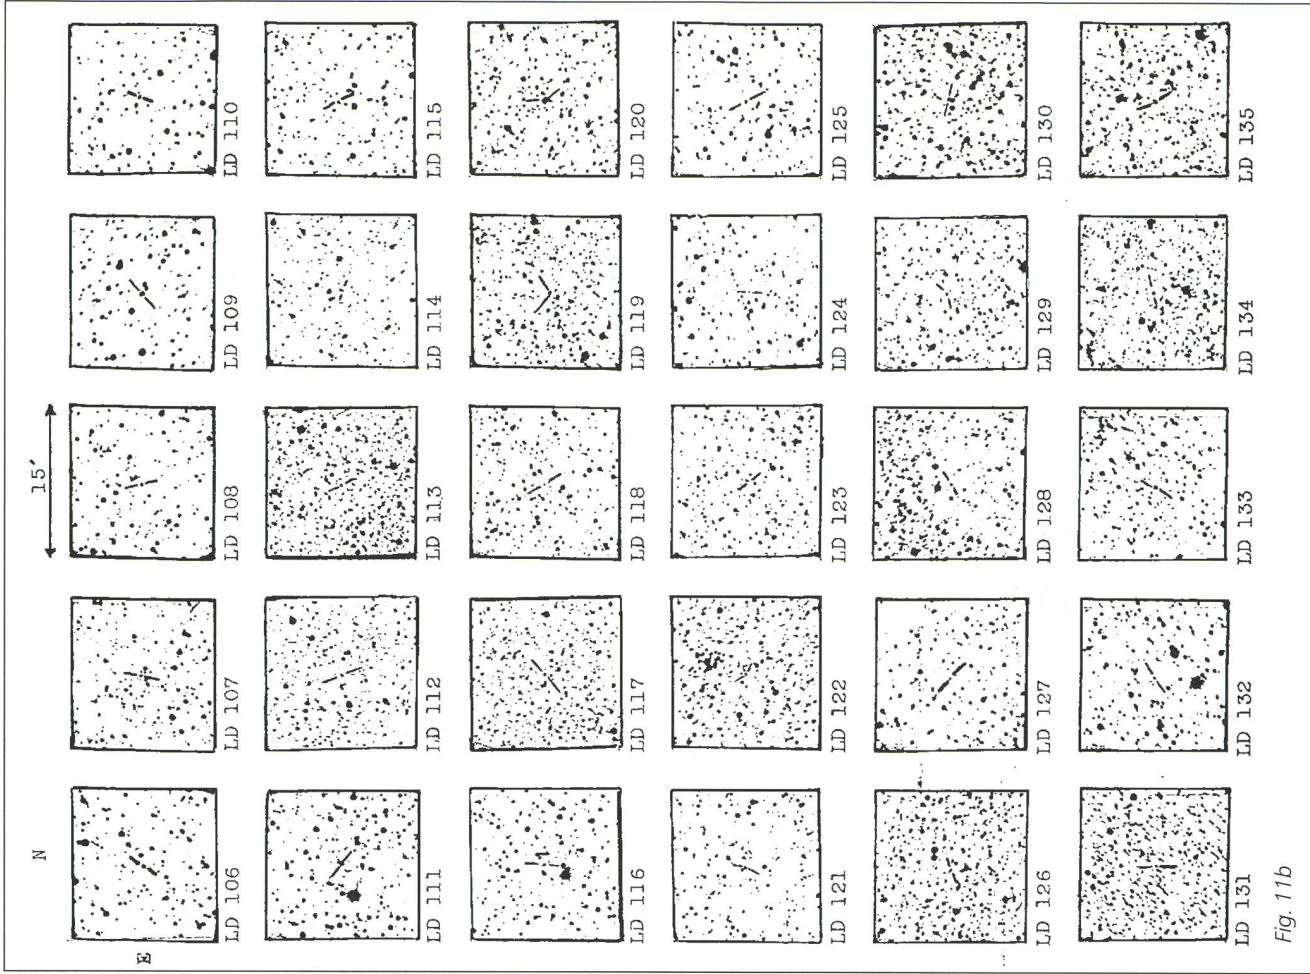 N
15′
E
LD 106
LD 107
LD 108
LD 109
LD 110
LD 111
LD 112
LD 113
LD 114
LD 115
LD 116
LD 117
LD 118
LD 119
LD 120
LD 121
LD 122
LD 123
LD 124
LD 125
LD 126
LD 127
LD 128
LD 129
LD 130
LD 131
LD 132
LD 133
LD 134
LD 135
Fig. 11b